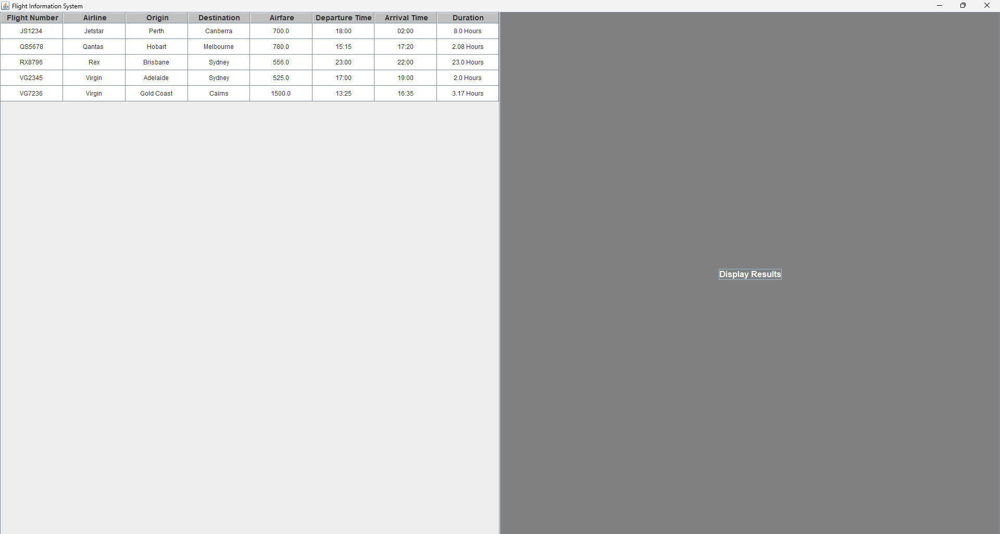 Flight Information System
Flight Number Airline Origin Destination Airfare Departure Time Arrival Time Duration
JS1234 Jetstar Perth Canberra 700.0 18:00 02:00 8.0 Hours
QS5678 Qantas Hobart Melbourne 780.0 15:15 17:20 2.08 Hours
RX8796 Rex Brisbane Sydney 556.0 23:00 22:00 23.0 Hours
VG2345 Virgin Adelaide Sydney 525.0 17:00 19:00 2.0 Hours
VG7236 Virgin Gold Coast Cairns 1500.0 13:25 16:35 3.17 Hours
Display Results